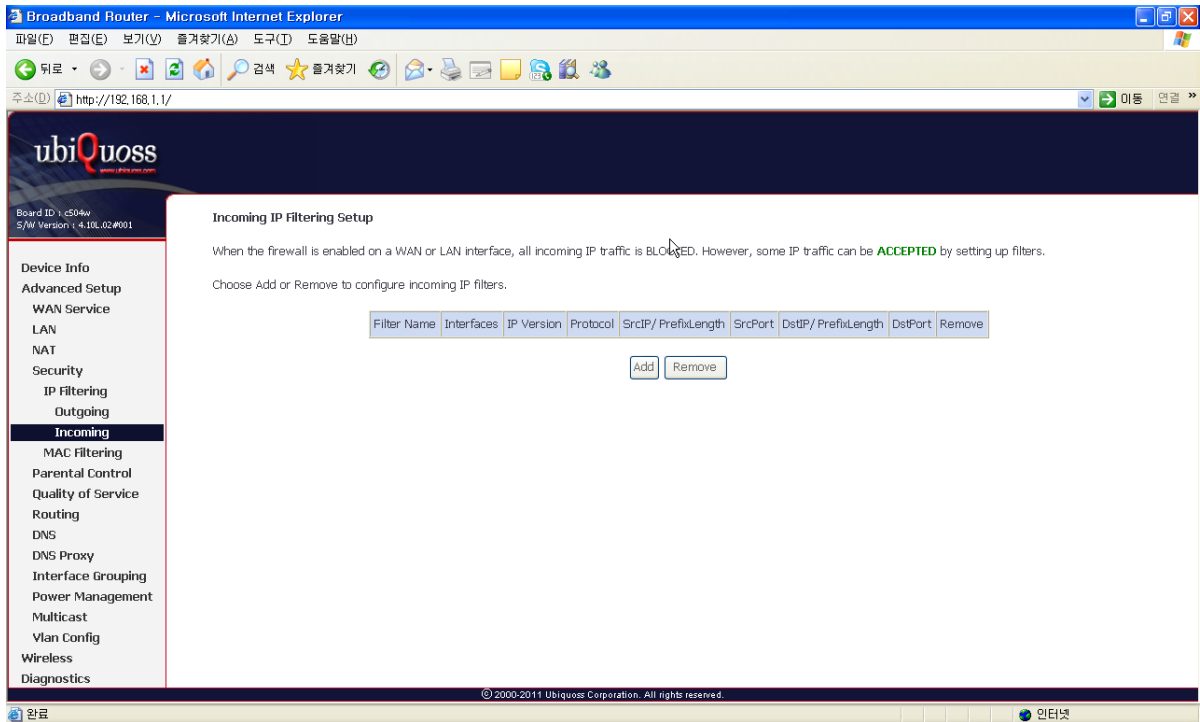 Broadband Router - Microsoft Internet Explorer
파일(F) 편집(E) 보기(V) 즐겨찾기(A) 도구(T) 도움말(H)
뒤로 검색 즐겨찾기
주소(D) http://192.168.1.1/ 이동 연결 »
ubiQuoss
Board ID : c504w
S/W Version : 4.10L.02#001
Device Info
Advanced Setup
WAN Service
LAN
NAT
Security
IP Filtering
Outgoing
Incoming
MAC Filtering
Parental Control
Quality of Service
Routing
DNS
DNS Proxy
Interface Grouping
Power Management
Multicast
Vlan Config
Wireless
Diagnostics
Incoming IP Filtering Setup
When the firewall is enabled on a WAN or LAN interface, all incoming IP traffic is BLOCKED. However, some IP traffic can be ACCEPTED by setting up filters.
Choose Add or Remove to configure incoming IP filters.
Filter Name Interfaces IP Version Protocol SrcIP/ PrefixLength SrcPort DstIP/ PrefixLength DstPort Remove
Add Remove
© 2000-2011 Ubiquoss Corporation. All rights reserved.
완료 인터넷